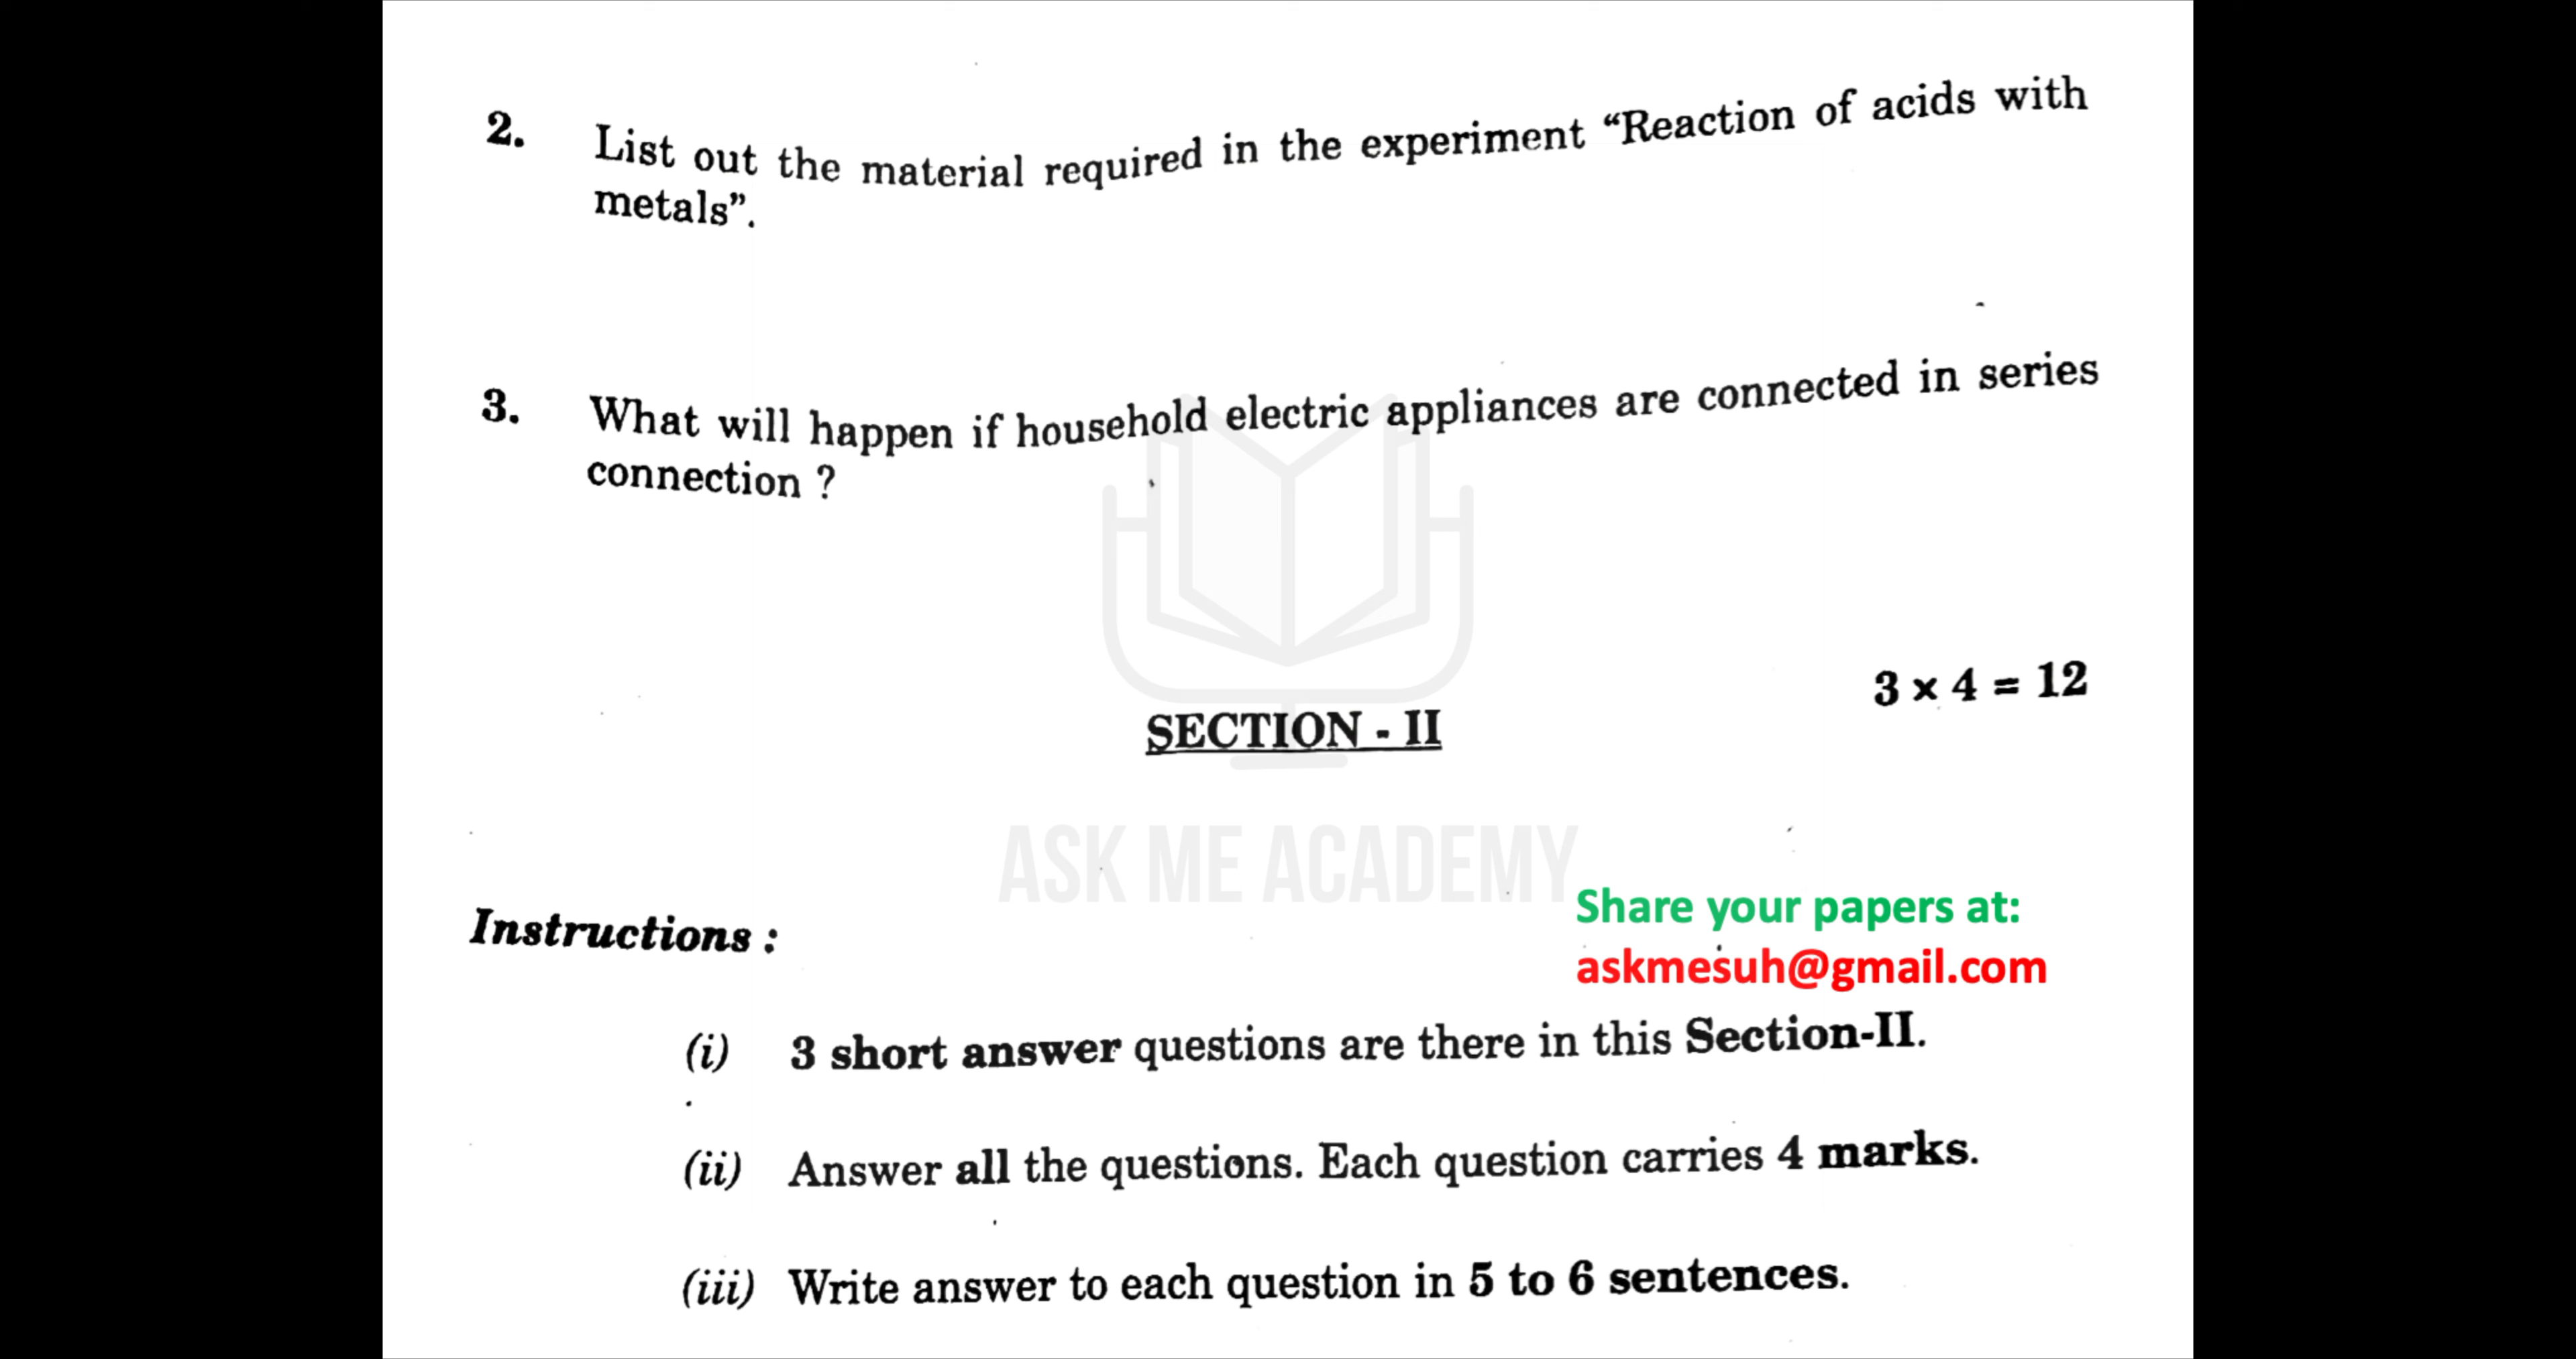 2. List out the material required in the experiment “Reaction of acids with
metals”.
3. What will happen if household electric appliances are connected in series
connection ?
3 × 4 = 12
SECTION - II
ASK ME ACADEMY
Share your papers at:
askmesuh@gmail.com
Instructions :
(i) 3 short answer questions are there in this Section-II.
(ii) Answer all the questions. Each question carries 4 marks.
(iii) Write answer to each question in 5 to 6 sentences.